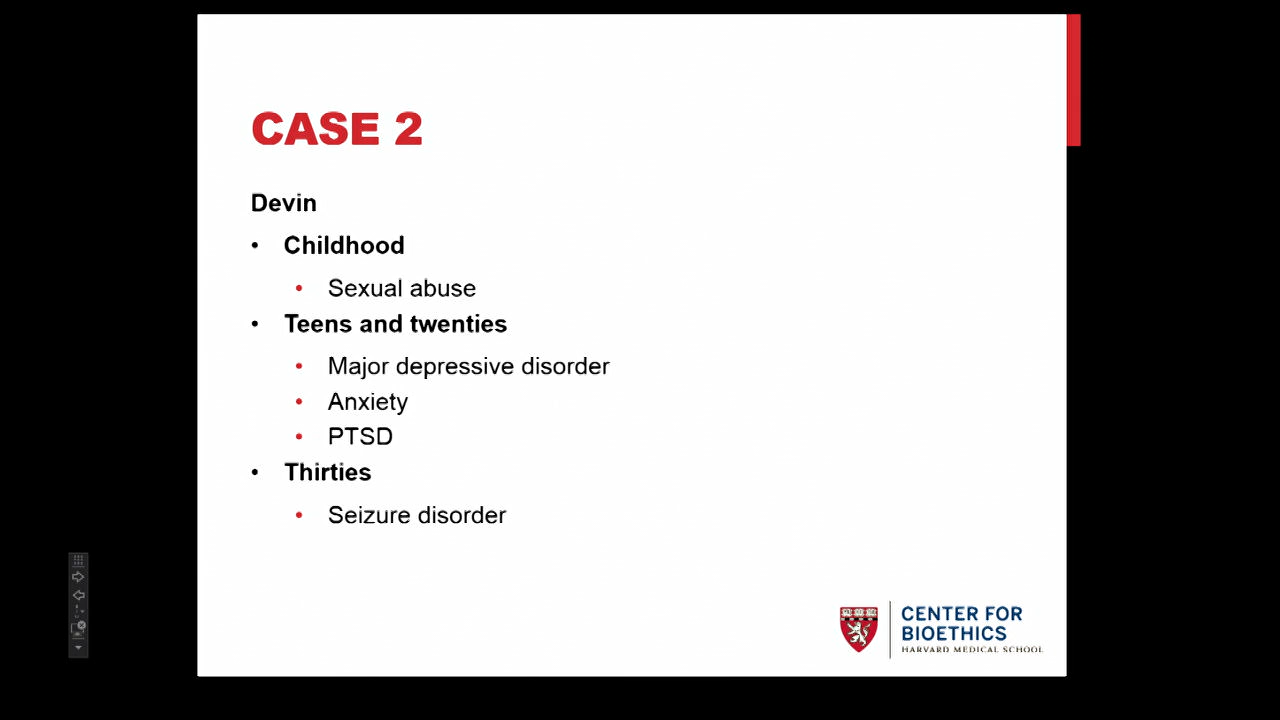 CASE 2
Devin
• Childhood
• Sexual abuse
• Teens and twenties
• Major depressive disorder
• Anxiety
• PTSD
• Thirties
• Seizure disorder
CENTER FOR
BIOETHICS
HARVARD MEDICAL SCHOOL